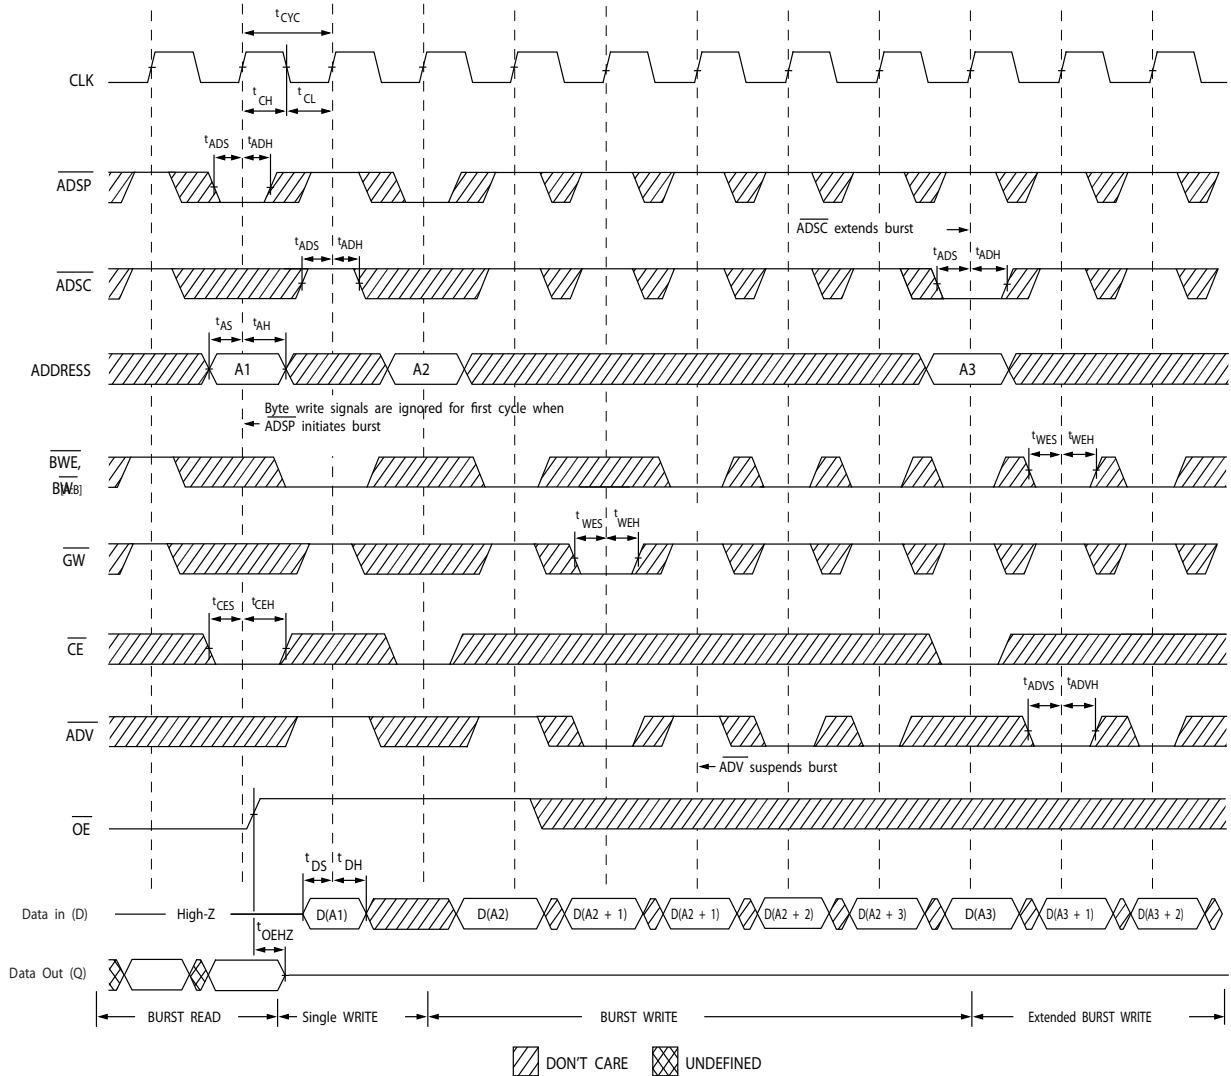 tCYC
CLK
tCH
tCL
tADS
tADH
ADSP
ADSC extends burst
tADS
tADH
tADS
tADH
ADSC
tAS
tAH
ADDRESS
A1
A2
A3
Byte write signals are ignored for first cycle when
ADSP initiates burst
tWES
tWEH
BWE,
BW[A:B]
tWES
tWEH
GW
tCES
tCEH
CE
tADVS
tADVH
ADV
ADV suspends burst
OE
tDS
tDH
Data in (D)
High-Z
D(A1)
D(A2)
D(A2 + 1)
D(A2 + 1)
D(A2 + 2)
D(A2 + 3)
D(A3)
D(A3 + 1)
D(A3 + 2)
tOEHZ
Data Out (Q)
BURST READ
Single WRITE
BURST WRITE
Extended BURST WRITE
DON'T CARE
UNDEFINED